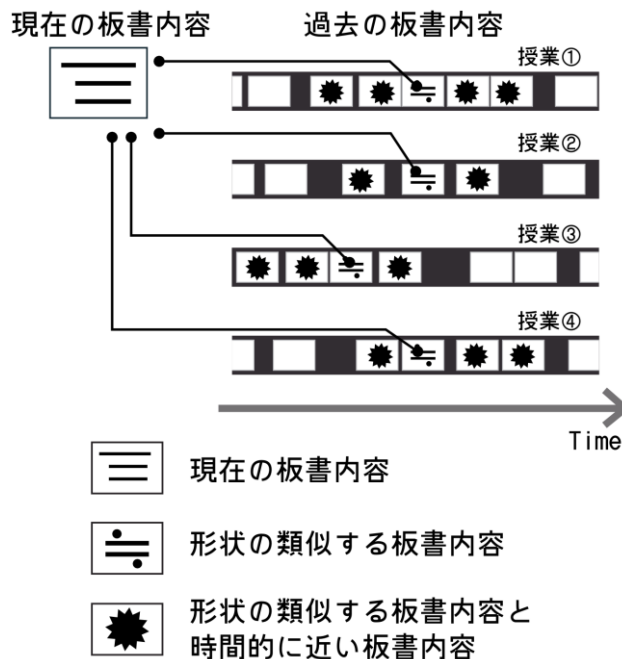 現在の板書内容
過去の板書内容
授業①
授業②
授業③
授業④
Time
現在の板書内容
形状の類似する板書内容
形状の類似する板書内容と
時間的に近い板書内容